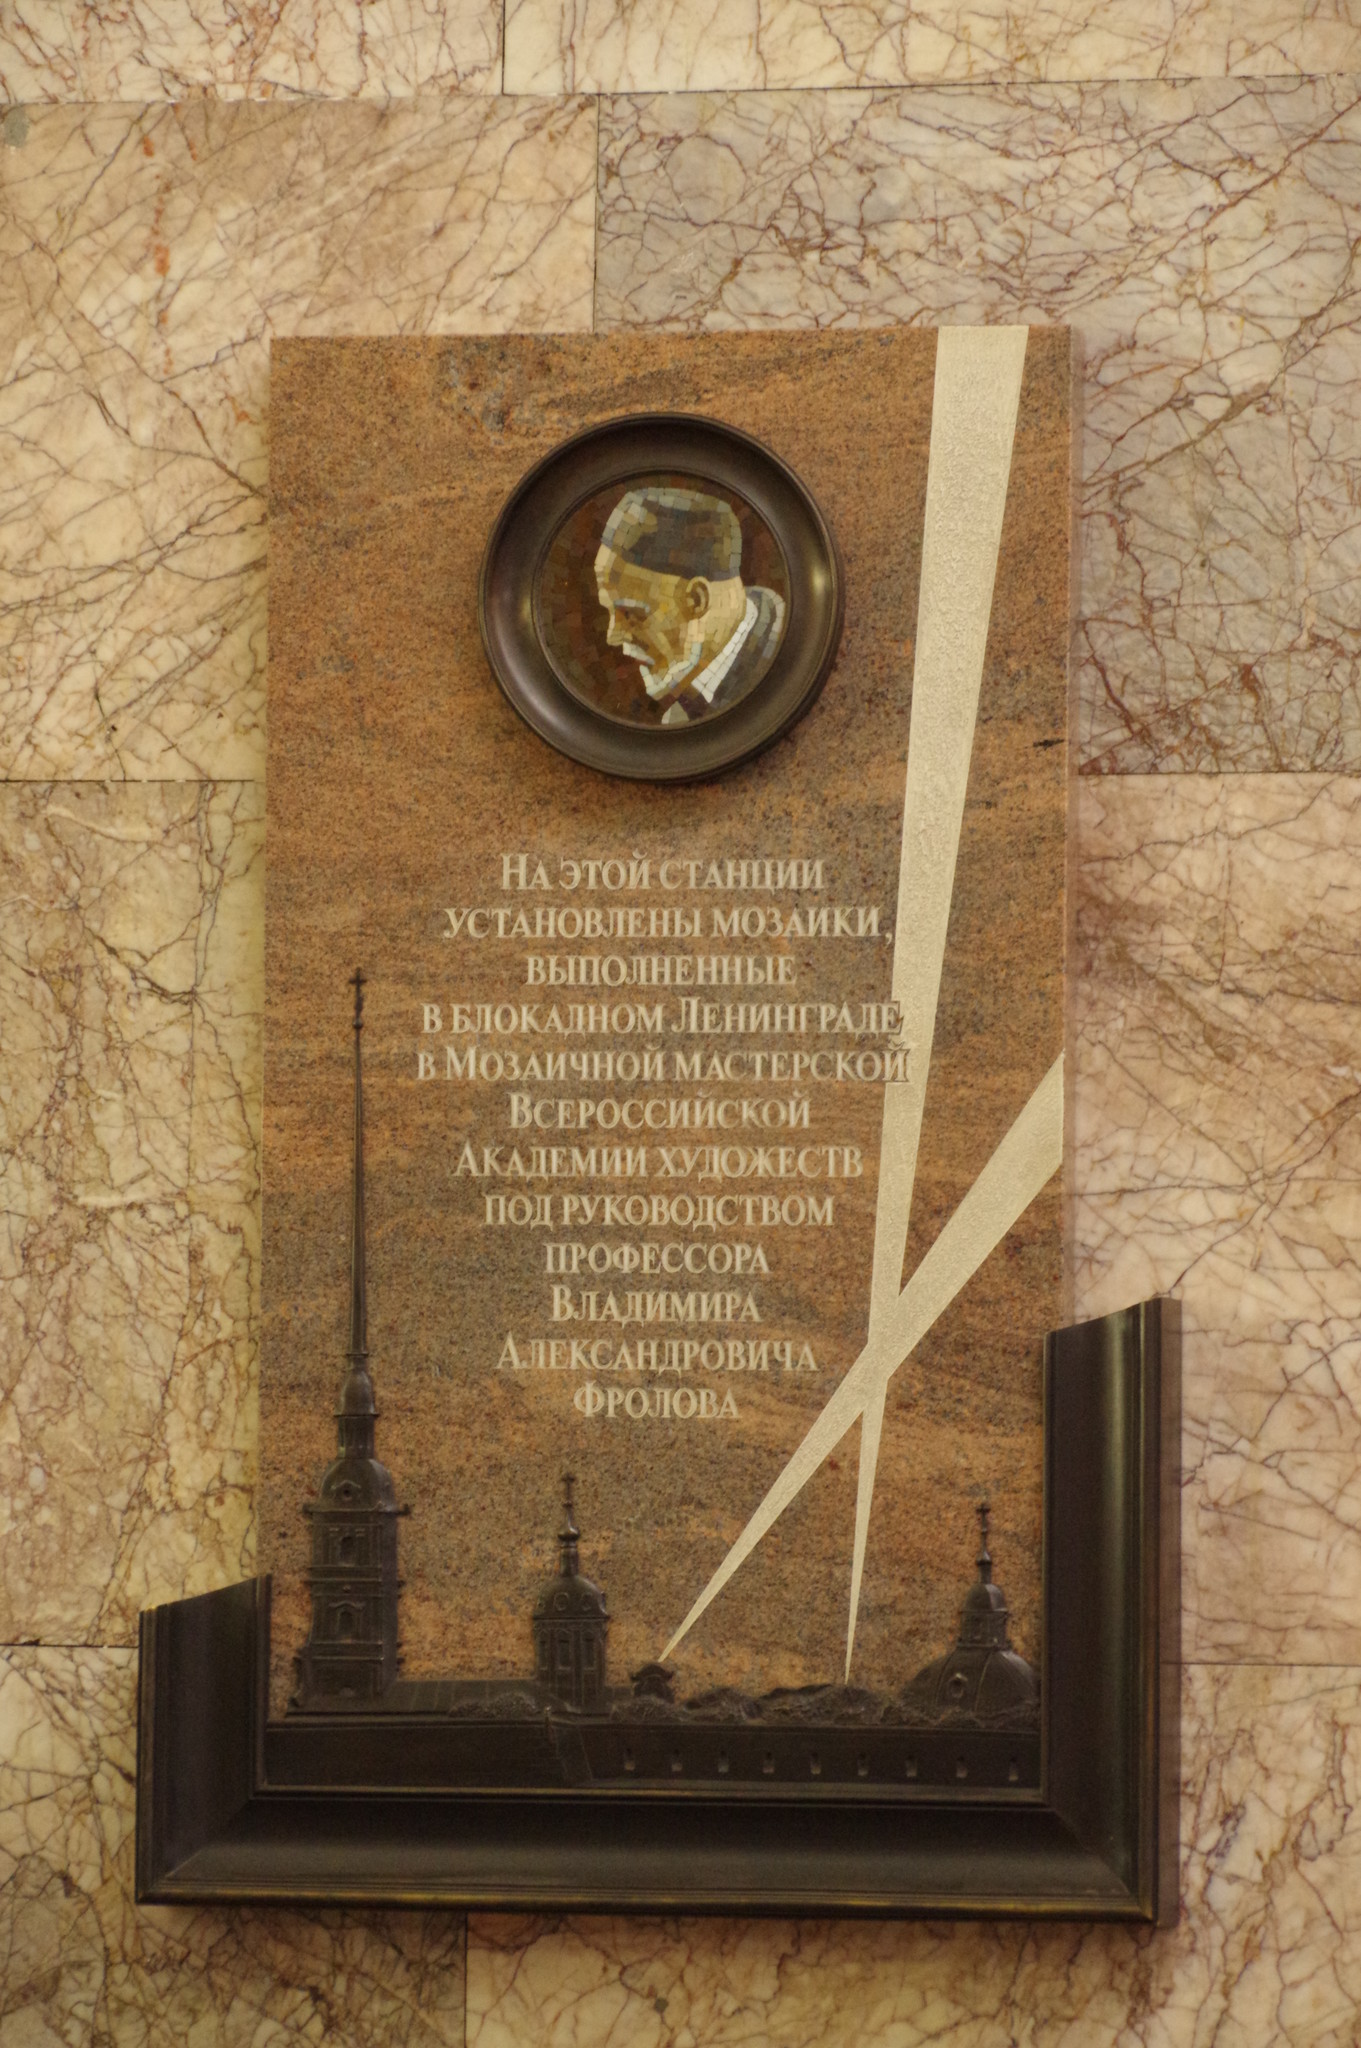 На этой станции
установлены мозаики,
выполненные
в блокадном Ленинграде
в Мозаичной мастерской
Всероссийской
Академии художеств
под руководством
профессора
Владимира
Александровича
Фролова